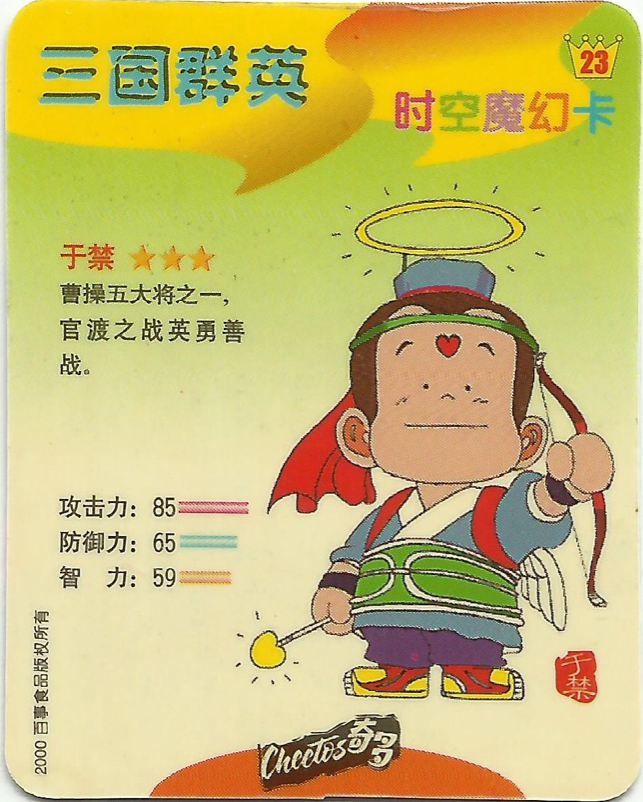 三国群英
23
时空魔幻卡
于禁
曹操五大将之一，
官渡之战英勇善
战。
攻击力：85
防御力：65
智 力：59
2000 百事食品版权所有
于禁
Cheetos奇多